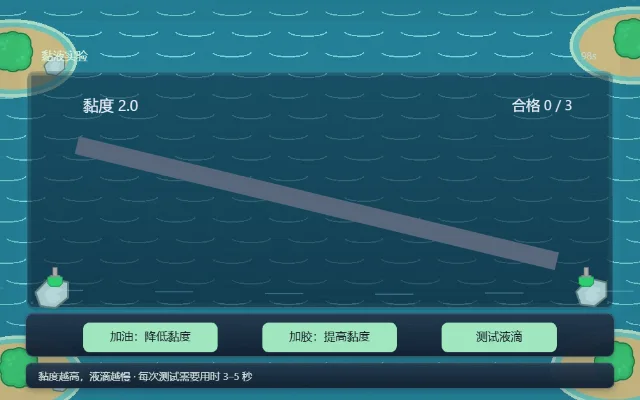 黏液实验
98s
黏度 2.0
合格 0 / 3
加油：降低黏度
加胶：提高黏度
测试液滴
黏度越高，液滴越慢 · 每次测试需要用时 3–5 秒